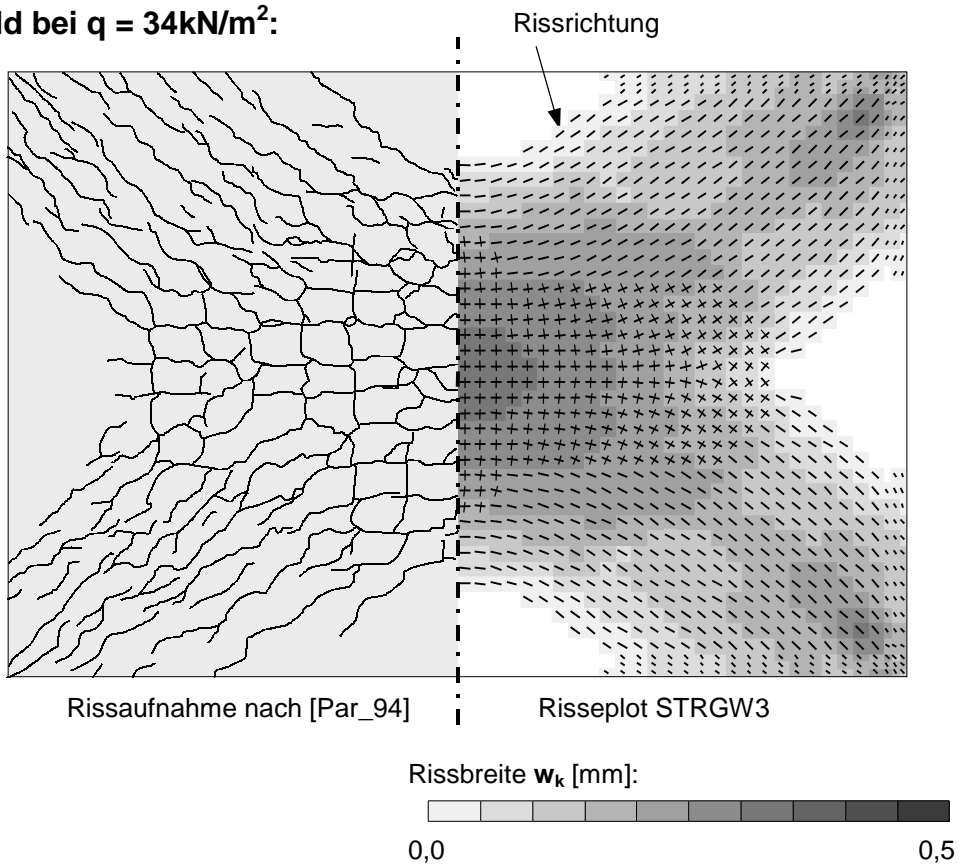 ld bei q = 34kN/m²:
Rissrichtung
Rissaufnahme nach [Par_94]
Risseplot STRGW3
Rissbreite wₖ [mm]:
0,0
0,5